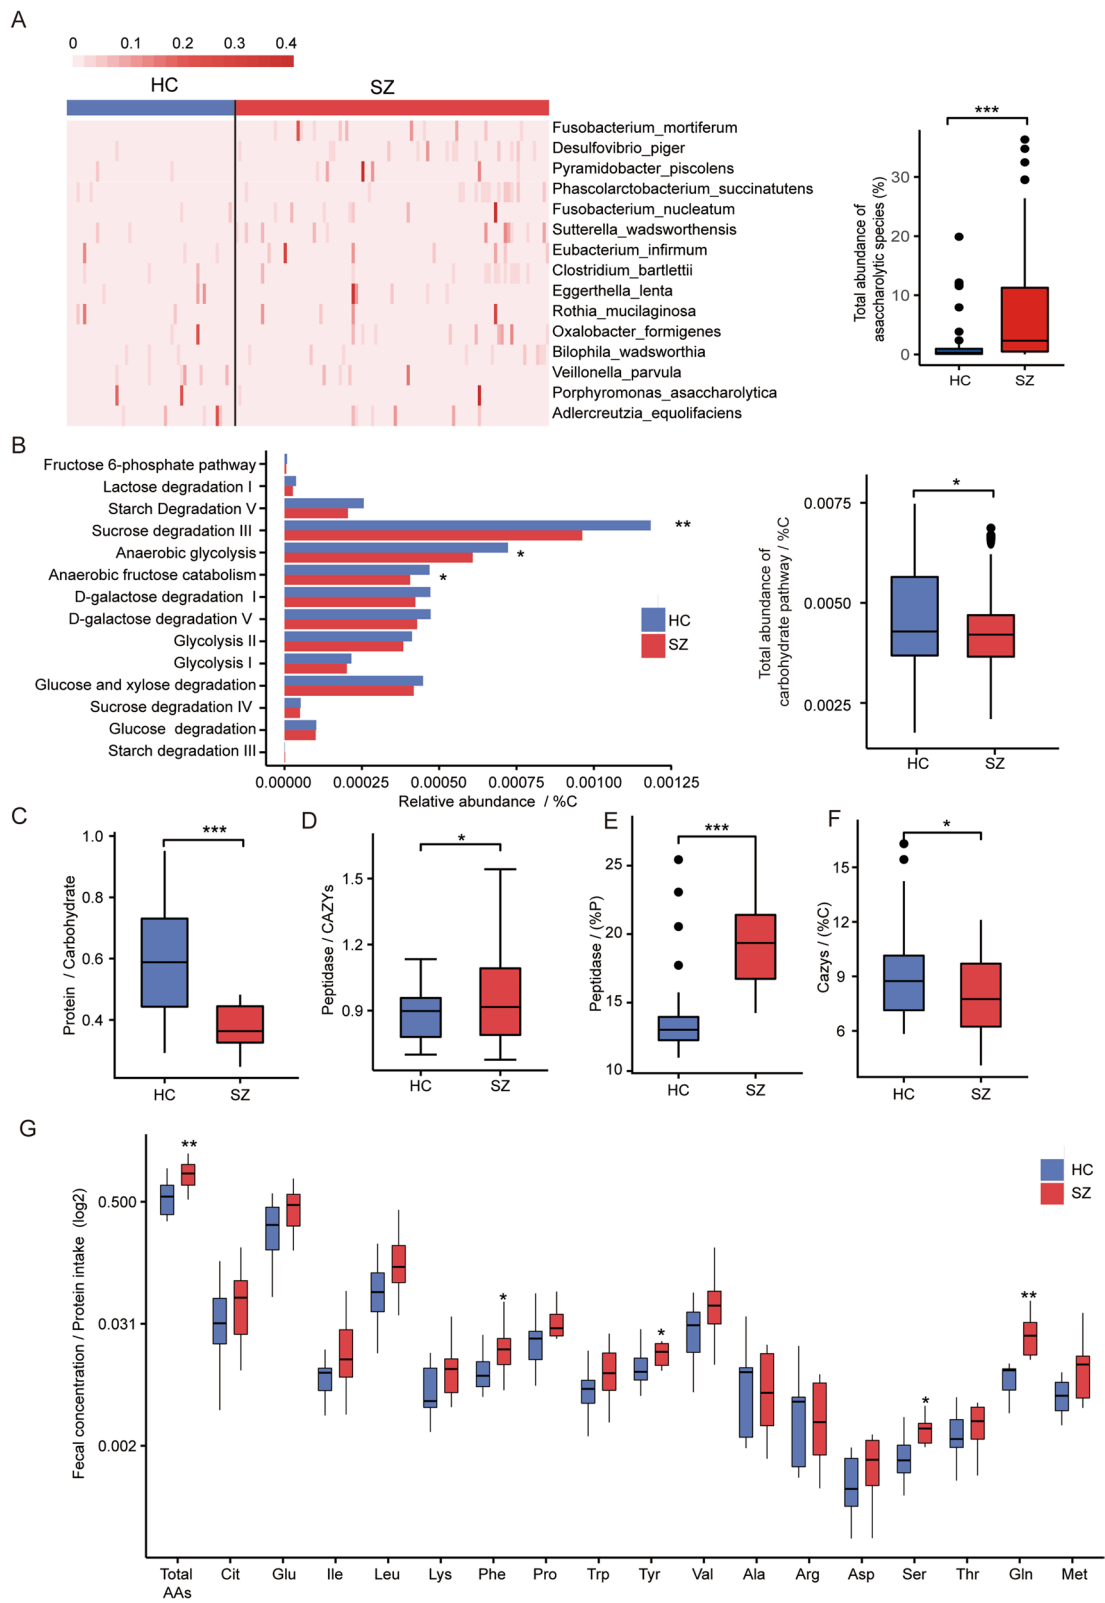 A
0 0.1 0.2 0.3 0.4
HC SZ
Fusobacterium_mortiferum
Desulfovibrio_piger
Pyramidobacter_piscolens
Phascolarctobacterium_succinatutens
Fusobacterium_nucleatum
Sutterella_wadsworthensis
Eubacterium_infirmum
Clostridium_bartlettii
Eggerthella_lenta
Rothia_mucilaginosa
Oxalobacter_formigenes
Bilophila_wadsworthia
Veillonella_parvula
Porphyromonas_asaccharolytica
Adlercreutzia_equolifaciens
Total abundance of
asaccharolytic species (%)
30
20
10
0
***
HC SZ
B
Fructose 6-phosphate pathway
Lactose degradation I
Starch Degradation V
Sucrose degradation III
Anaerobic glycolysis
Anaerobic fructose catabolism
D-galactose degradation I
D-galactose degradation V
Glycolysis II
Glycolysis I
Glucose and xylose degradation
Sucrose degradation IV
Glucose degradation
Starch degradation III
**
*
*
HC
SZ
0.00000 0.00025 0.00050 0.00075 0.00100 0.00125
Relative abundance / %C
Total abundance of
carbohydrate pathway / %C
0.0075
0.0050
0.0025
*
HC SZ
C
Protein / Carbohydrate
1.0
0.8
0.6
0.4
***
HC SZ
D
Peptidase / CAZYs
1.5
1.2
0.9
*
HC SZ
E
Peptidase / (%P)
25
20
15
10
***
HC SZ
F
Cazys / (%C)
15
12
9
6
*
HC SZ
G
Fecal concentration / Protein intake (log2)
0.500
0.031
0.002
**
*
*
*
**
HC
SZ
Total Cit Glu Ile Leu Lys Phe Pro Trp Tyr Val Ala Arg Asp Ser Thr Gln Met
AAs